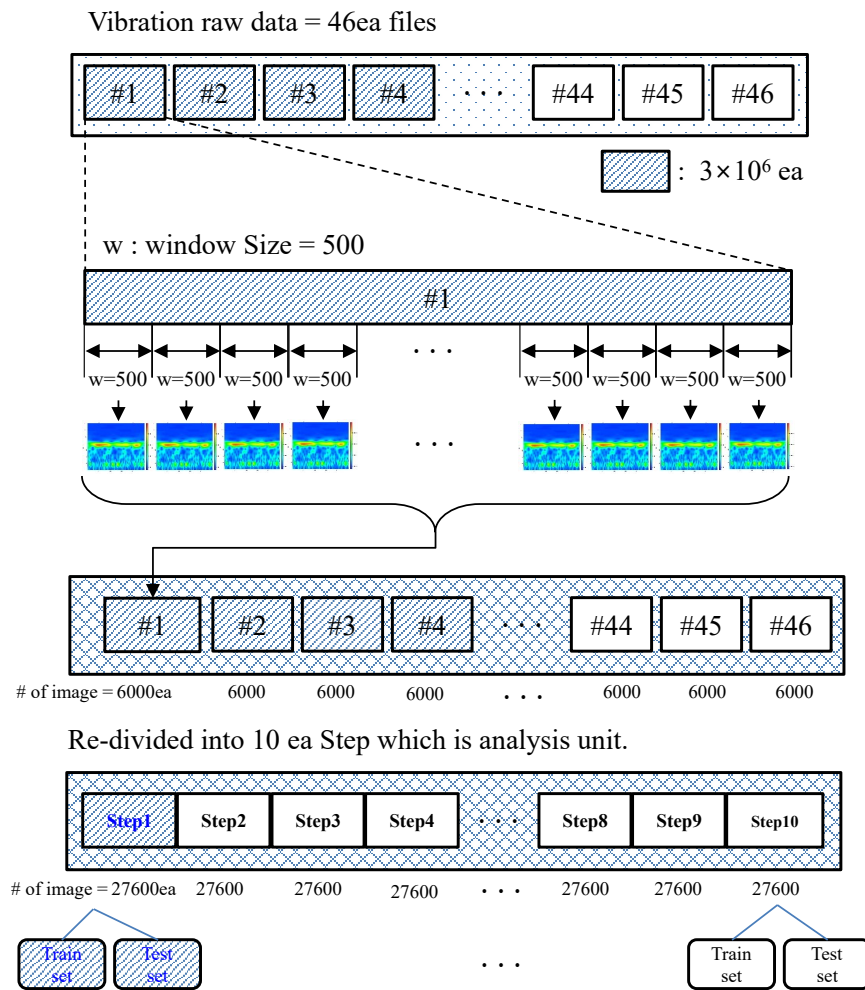 Vibration raw data = 46ea files
#1 #2 #3 #4 · · · #44 #45 #46
: 3×10⁶ ea
w : window Size = 500
#1
· · ·
w=500 w=500 w=500 w=500 w=500 w=500 w=500 w=500
· · ·
#1 #2 #3 #4 · · · #44 #45 #46
# of image = 6000ea 6000 6000 6000 · · · 6000 6000 6000
Re-divided into 10 ea Step which is analysis unit.
Step1 Step2 Step3 Step4 · · · Step8 Step9 Step10
# of image = 27600ea 27600 27600 27600 · · · 27600 27600 27600
Train Test Train Test
set set · · · set set